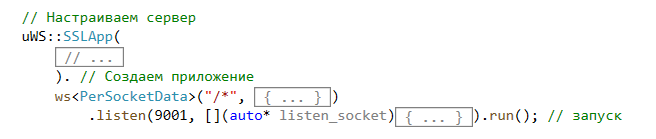 // Настраиваем сервер
uWS::SSLApp(
// ...
). // Создаем приложение
ws<PerSocketData>("/*", { ... })
.listen(9001, [](auto* listen_socket){ ... }).run(); // запуск